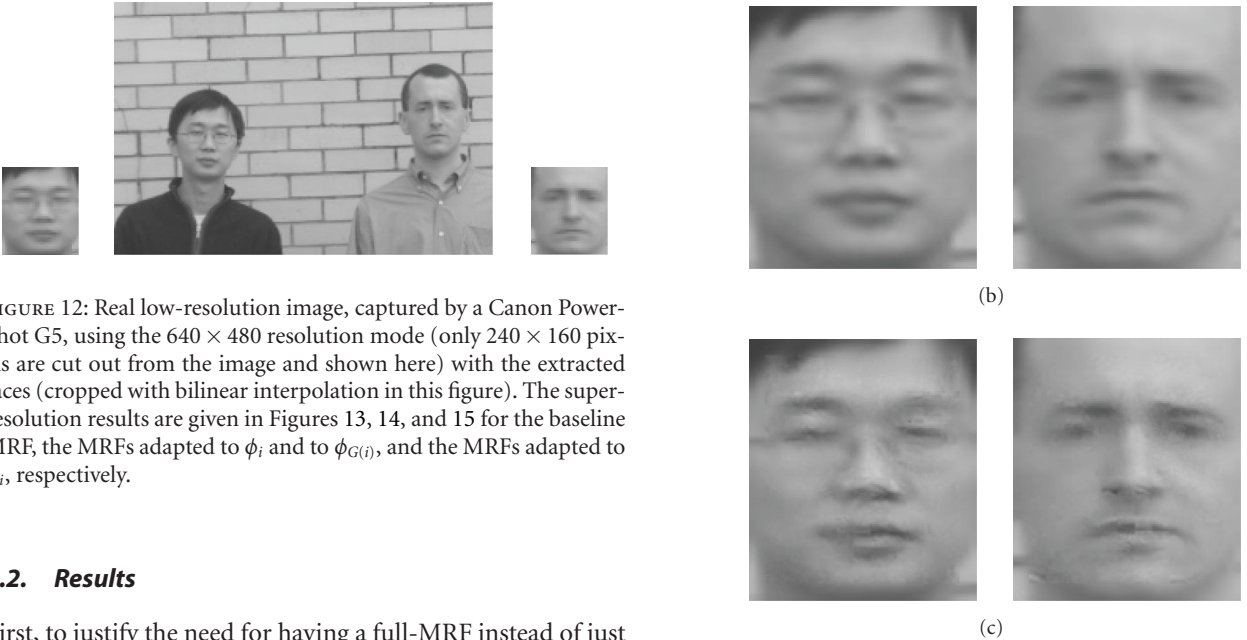 IGURE 12: Real low-resolution image, captured by a Canon Power-
hot G5, using the 640 × 480 resolution mode (only 240 × 160 pix-
ls are cut out from the image and shown here) with the extracted
aces (cropped with bilinear interpolation in this figure). The super-
esolution results are given in Figures 13, 14, and 15 for the baseline
MRF, the MRFs adapted to ϕi and to ϕG(i), and the MRFs adapted to
i, respectively.
.2. Results
irst, to justify the need for having a full-MRF instead of just
(b)
(c)